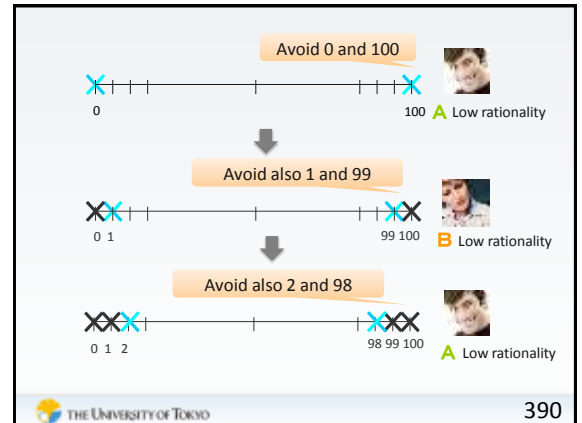 Avoid 0 and 100
0 100 A Low rationality
Avoid also 1 and 99
0 1 99 100 B Low rationality
Avoid also 2 and 98
0 1 2 98 99 100 A Low rationality
THE UNIVERSITY OF TOKYO 390